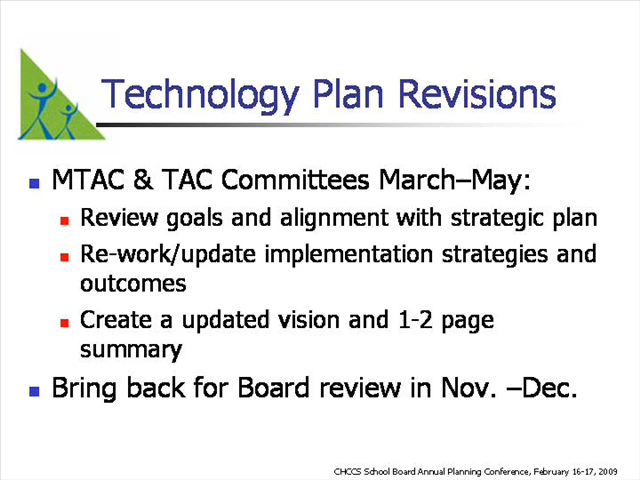 Technology Plan Revisions
MTAC & TAC Committees March–May:
Review goals and alignment with strategic plan
Re-work/update implementation strategies and
outcomes
Create a updated vision and 1-2 page
summary
Bring back for Board review in Nov. –Dec.
CHCCS School Board Annual Planning Conference, February 16-17, 2009